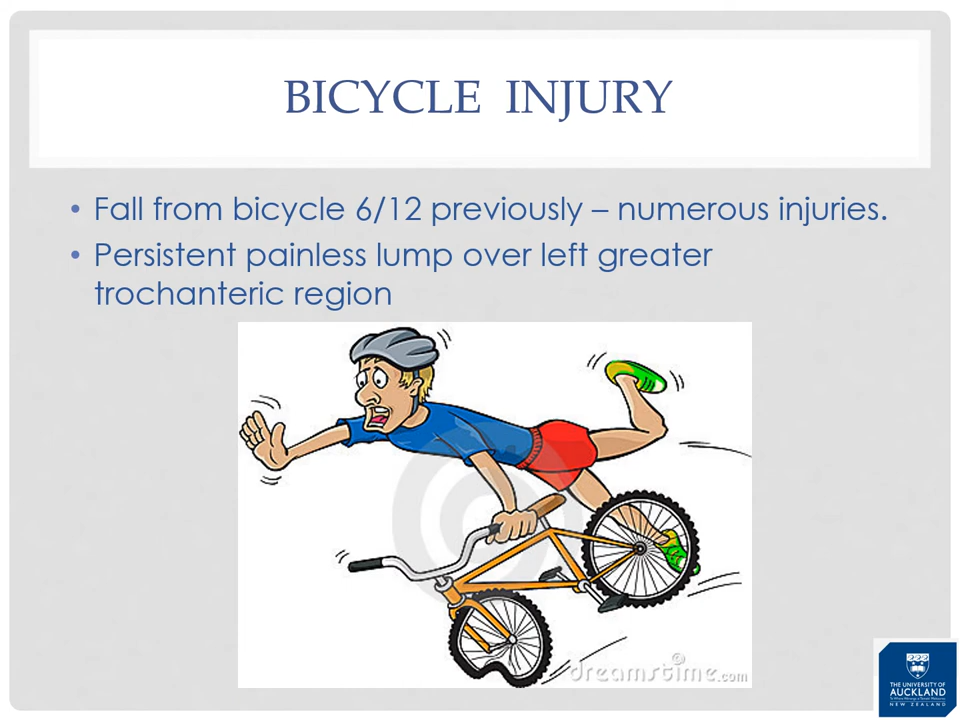 BICYCLE INJURY
• Fall from bicycle 6/12 previously – numerous injuries.
• Persistent painless lump over left greater
trochanteric region
dreamstime.com
THE UNIVERSITY OF
AUCKLAND
NEW ZEALAND